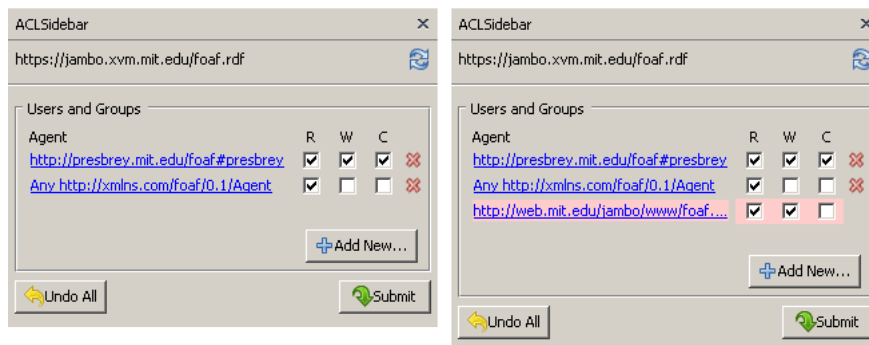 ACLSidebar
https://jambo.xvm.mit.edu/foaf.rdf
Users and Groups
Agent R W C
http://presbrey.mit.edu/foaf#presbrey
Any http://xmlns.com/foaf/0.1/Agent
Add New...
Undo All Submit
ACLSidebar
https://jambo.xvm.mit.edu/foaf.rdf
Users and Groups
Agent R W C
http://presbrey.mit.edu/foaf#presbrey
Any http://xmlns.com/foaf/0.1/Agent
http://web.mit.edu/jambo/www/foaf....
Add New...
Undo All Submit